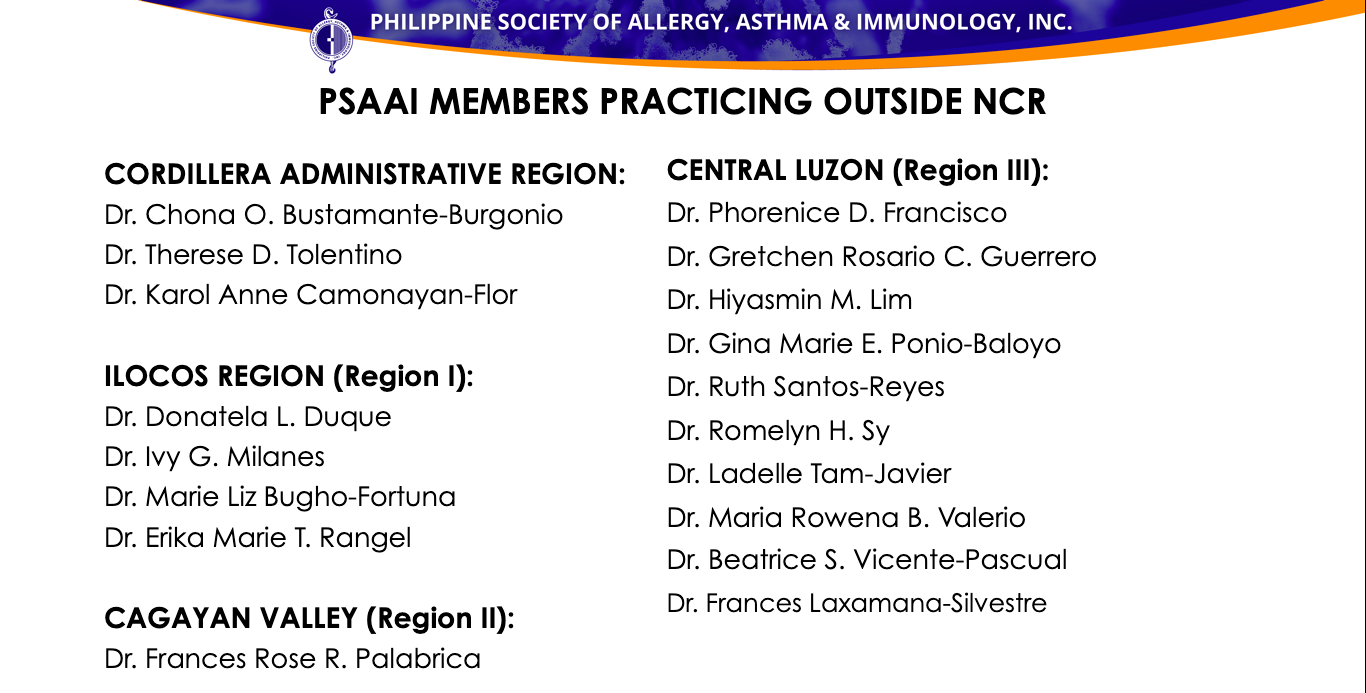 PHILIPPINE SOCIETY OF ALLERGY, ASTHMA & IMMUNOLOGY, INC.
PSAAI MEMBERS PRACTICING OUTSIDE NCR
CORDILLERA ADMINISTRATIVE REGION:
Dr. Chona O. Bustamante-Burgonio
Dr. Therese D. Tolentino
Dr. Karol Anne Camonayan-Flor
ILOCOS REGION (Region I):
Dr. Donatela L. Duque
Dr. Ivy G. Milanes
Dr. Marie Liz Bugho-Fortuna
Dr. Erika Marie T. Rangel
CAGAYAN VALLEY (Region II):
Dr. Frances Rose R. Palabrica
CENTRAL LUZON (Region III):
Dr. Phorenice D. Francisco
Dr. Gretchen Rosario C. Guerrero
Dr. Hiyasmin M. Lim
Dr. Gina Marie E. Ponio-Baloyo
Dr. Ruth Santos-Reyes
Dr. Romelyn H. Sy
Dr. Ladelle Tam-Javier
Dr. Maria Rowena B. Valerio
Dr. Beatrice S. Vicente-Pascual
Dr. Frances Laxamana-Silvestre